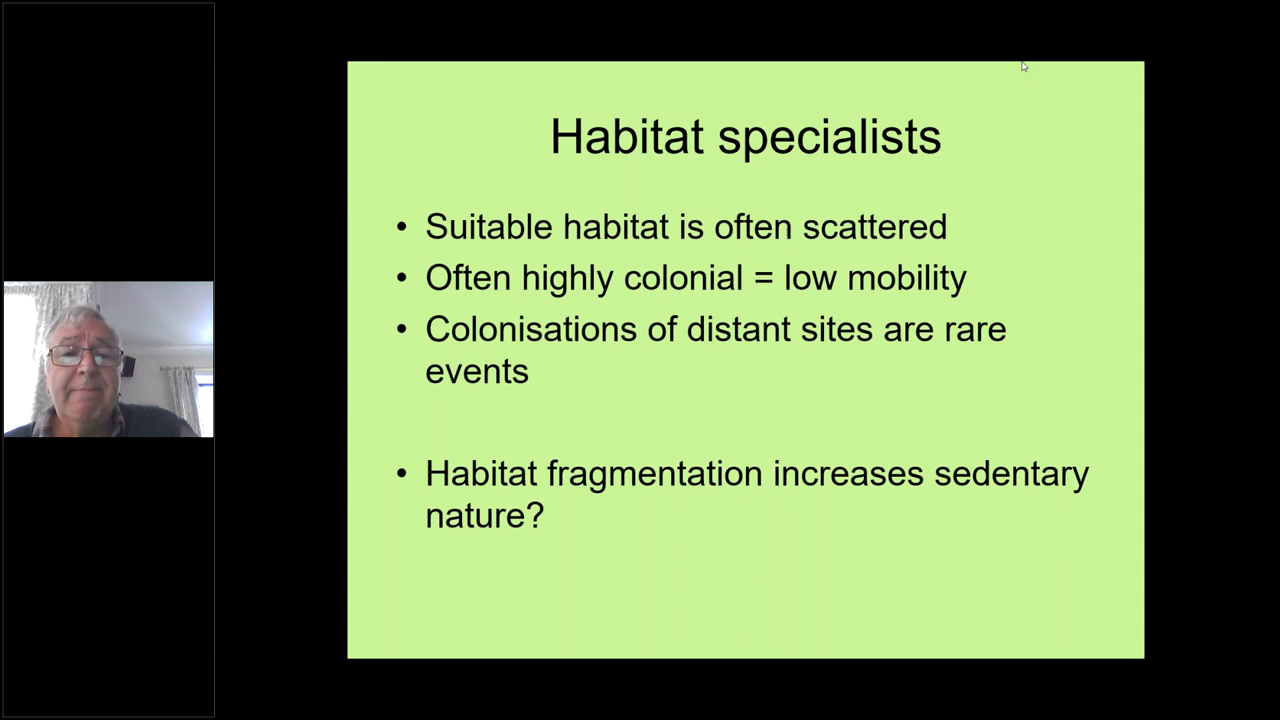 Habitat specialists
• Suitable habitat is often scattered
• Often highly colonial = low mobility
• Colonisations of distant sites are rare
events
• Habitat fragmentation increases sedentary
nature?